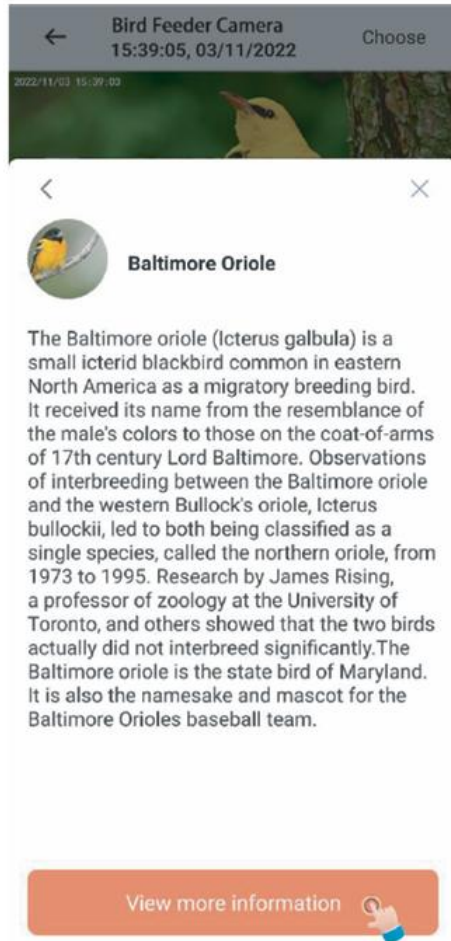 Bird Feeder Camera
15:39:05, 03/11/2022
Choose
2022/11/03 15:39:03
Baltimore Oriole
The Baltimore oriole (Icterus galbula) is a
small icterid blackbird common in eastern
North America as a migratory breeding bird.
It received its name from the resemblance of
the male's colors to those on the coat-of-arms
of 17th century Lord Baltimore. Observations
of interbreeding between the Baltimore oriole
and the western Bullock's oriole, Icterus
bullockii, led to both being classified as a
single species, called the northern oriole, from
1973 to 1995. Research by James Rising,
a professor of zoology at the University of
Toronto, and others showed that the two birds
actually did not interbreed significantly.The
Baltimore oriole is the state bird of Maryland.
It is also the namesake and mascot for the
Baltimore Orioles baseball team.
View more information